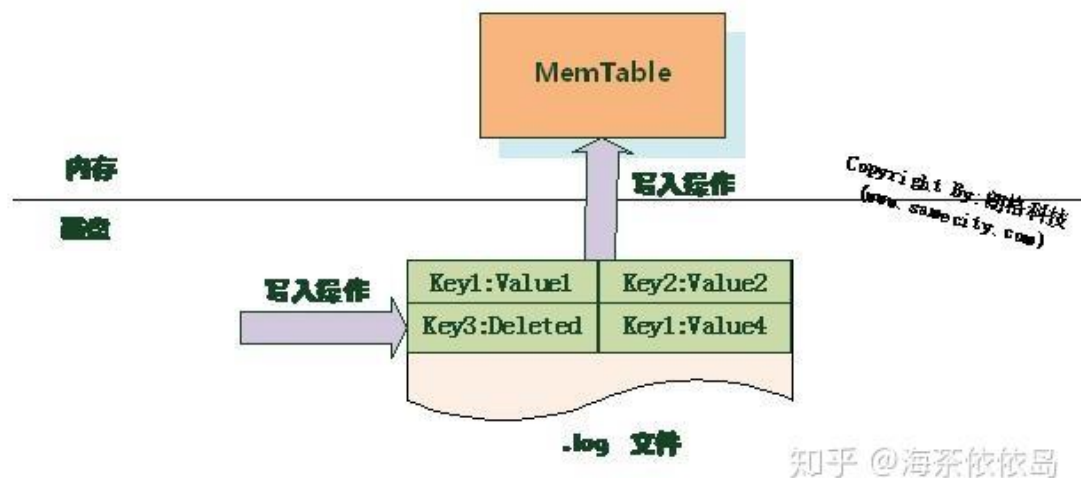 MemTable
内存
写入操作
Copyright By:朗格科技
(www.samecity.com)
磁盘
写入操作
Key1:Value1 Key2:Value2
Key3:Deleted Key1:Value4
.log 文件
知乎 @海茶依依岛